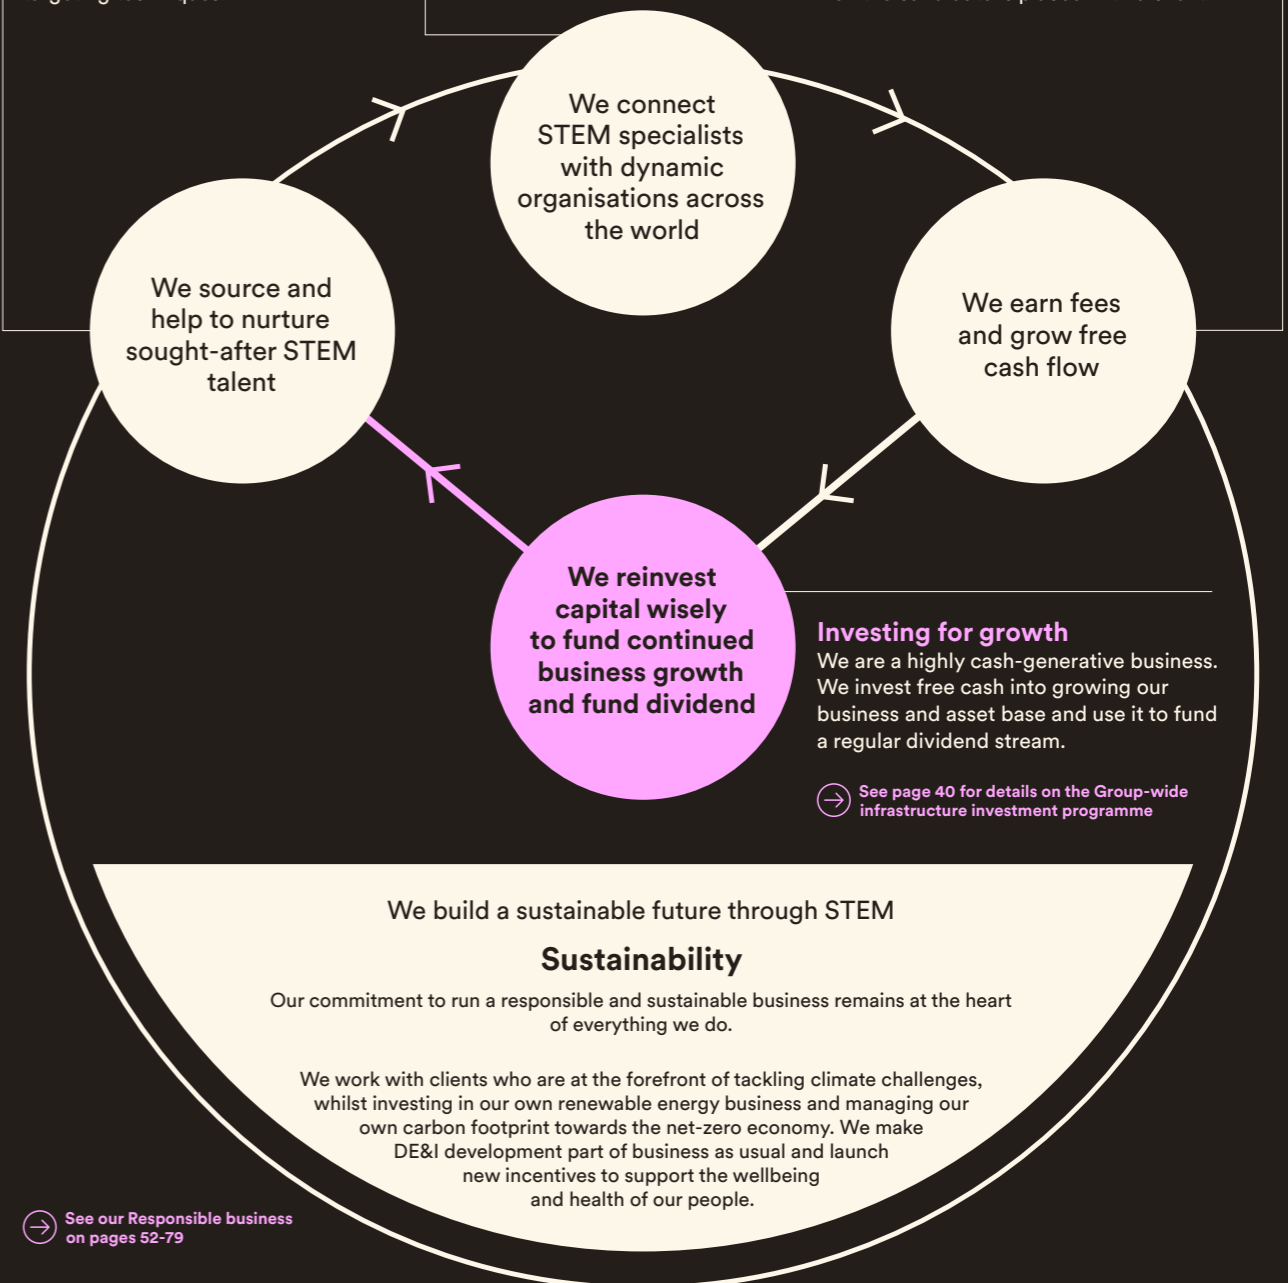 We connect
STEM specialists
with dynamic
organisations across
the world
We source and
help to nurture
sought-after STEM
talent
We earn fees
and grow free
cash flow
We reinvest
capital wisely
to fund continued
business growth
and fund dividend
Investing for growth
We are a highly cash-generative business.
We invest free cash into growing our
business and asset base and use it to fund
a regular dividend stream.
See page 40 for details on the Group-wide
infrastructure investment programme
We build a sustainable future through STEM
Sustainability
Our commitment to run a responsible and sustainable business remains at the heart
of everything we do.
We work with clients who are at the forefront of tackling climate challenges,
whilst investing in our own renewable energy business and managing our
own carbon footprint towards the net-zero economy. We make
DE&I development part of business as usual and launch
new incentives to support the wellbeing
and health of our people.
See our Responsible business
on pages 52-79